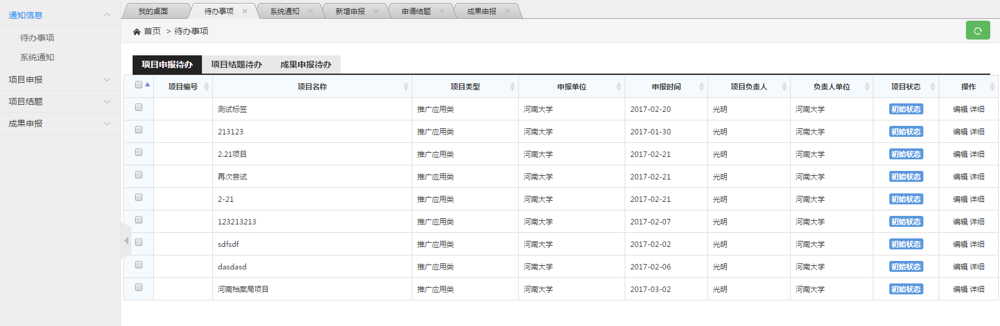 通知信息
待办事项
系统通知
项目申报
项目结题
成果申报
我的桌面 待办事项 系统通知 新增申报 申请结题 成果申报
首页 > 待办事项
项目申报待办 项目结题待办 成果申报待办
项目编号 项目名称 项目类型 申报单位 申报时间 项目负责人 负责人单位 项目状态 操作
测试标签 推广应用类 河南大学 2017-02-20 光明 河南大学 初始状态 编辑 详细
213123 推广应用类 河南大学 2017-01-30 光明 河南大学 初始状态 编辑 详细
2.21项目 推广应用类 河南大学 2017-02-21 光明 河南大学 初始状态 编辑 详细
再次尝试 推广应用类 河南大学 2017-02-21 光明 河南大学 初始状态 编辑 详细
2-21 推广应用类 河南大学 2017-02-21 光明 河南大学 初始状态 编辑 详细
123213213 推广应用类 河南大学 2017-02-07 光明 河南大学 初始状态 编辑 详细
sdfsdf 推广应用类 河南大学 2017-02-02 光明 河南大学 初始状态 编辑 详细
dasdasd 推广应用类 河南大学 2017-02-06 光明 河南大学 初始状态 编辑 详细
河南档案局项目 推广应用类 河南大学 2017-03-02 光明 河南大学 初始状态 编辑 详细